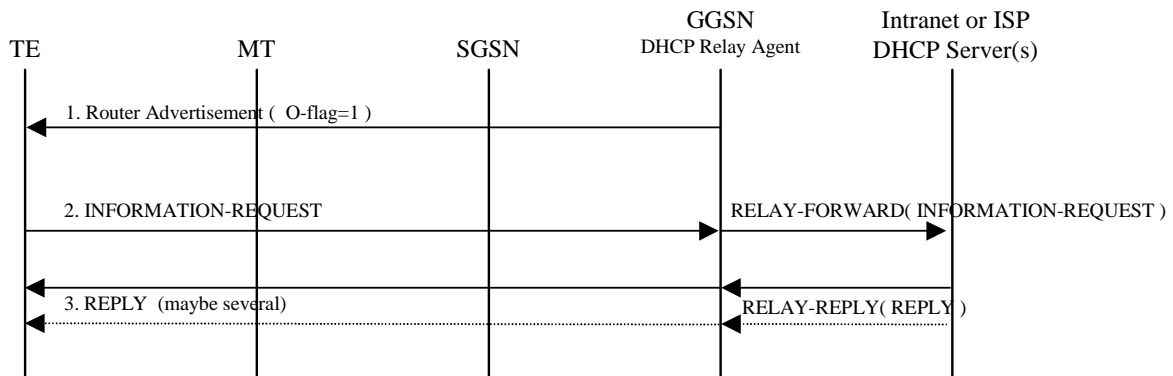 GGSN
Intranet or ISP
TE
MT
SGSN
DHCP Relay Agent
DHCP Server(s)
1. Router Advertisement ( O-flag=1 )
2. INFORMATION-REQUEST
RELAY-FORWARD( INFORMATION-REQUEST )
3. REPLY (maybe several)
RELAY-REPLY( REPLY )